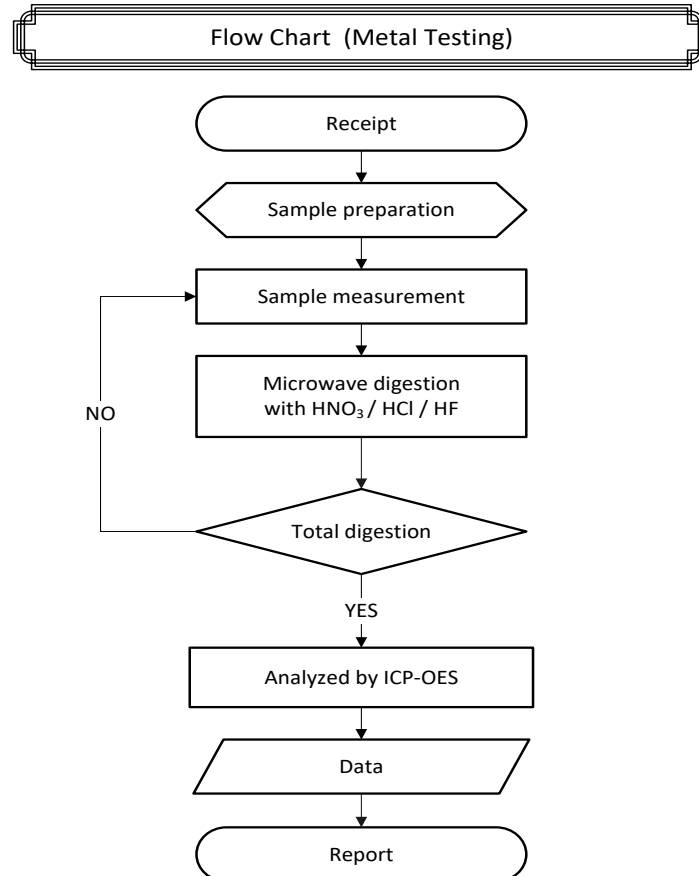 Flow Chart (Metal Testing)
Receipt
Sample preparation
Sample measurement
Microwave digestion
with HNO₃ / HCl / HF
NO
Total digestion
YES
Analyzed by ICP-OES
Data
Report